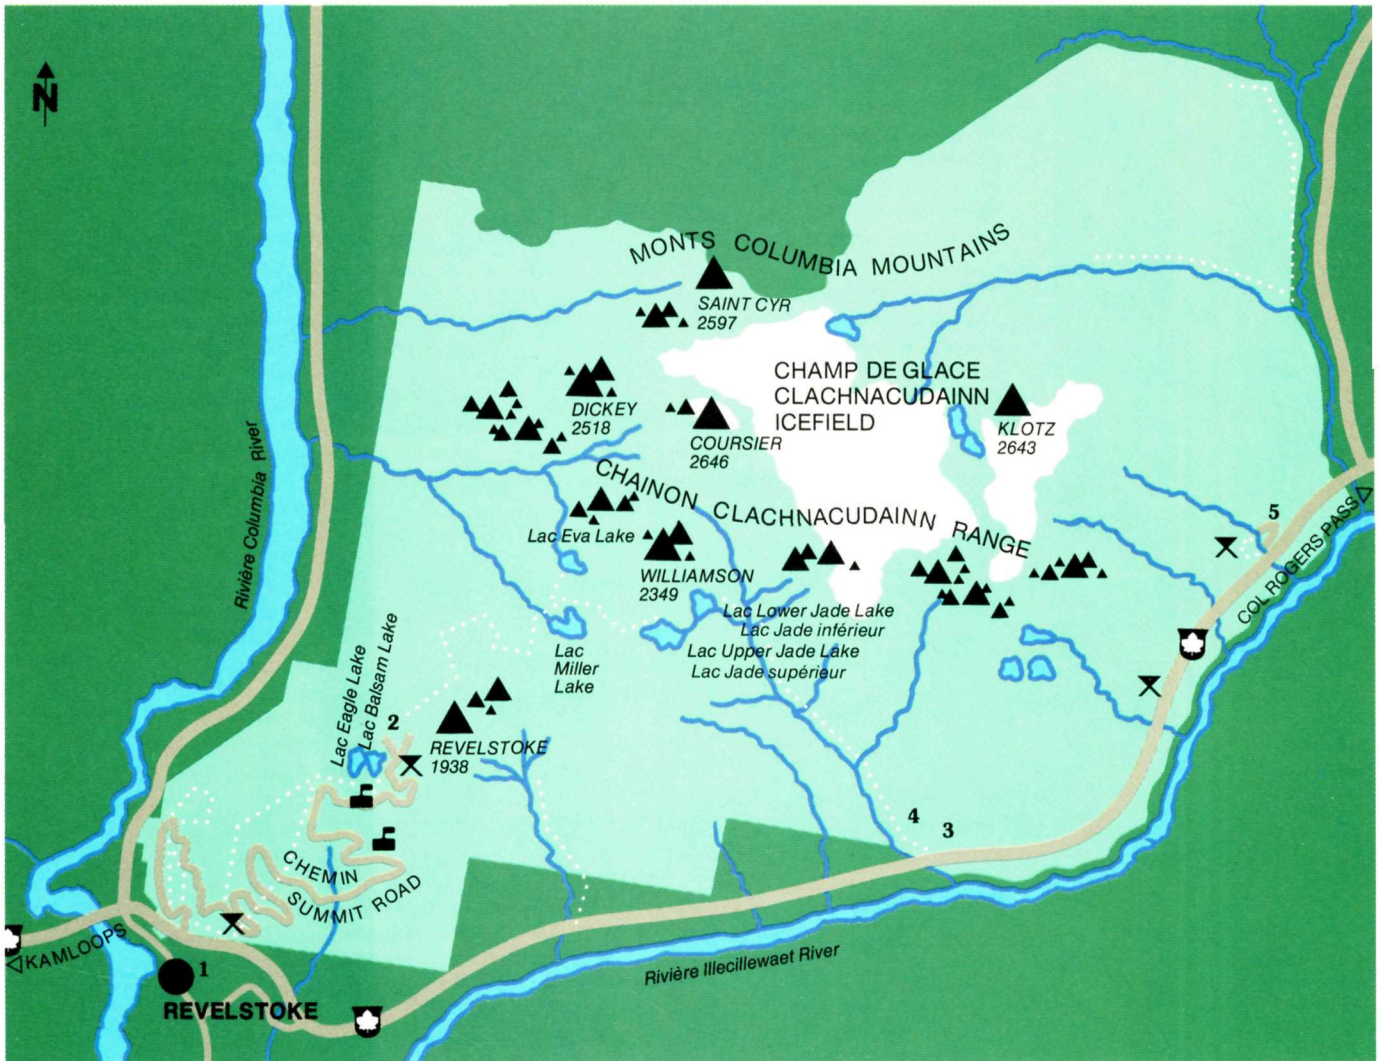 N
MONTS COLUMBIA MOUNTAINS
SAINT CYR
2597
CHAMP DE GLACE
CLACHNACUDAINN
ICEFIELD
DICKEY
2518
COURSIER
2646
KLOTZ
2643
Rivière Columbia River
CHAINON CLACHNACUDAINN RANGE
Lac Eva Lake
WILLIAMSON
2349
5
COL ROGERS PASS
Lac Lower Jade Lake
Lac Jade inférieur
Lac Upper Jade Lake
Lac Jade supérieur
Lac
Miller
Lake
Lac Eagle Lake
Lac Balsam Lake
2
REVELSTOKE
1938
4
3
CHEMIN
SUMMIT ROAD
KAMLOOPS
1
REVELSTOKE
Rivière Illecillewaet River